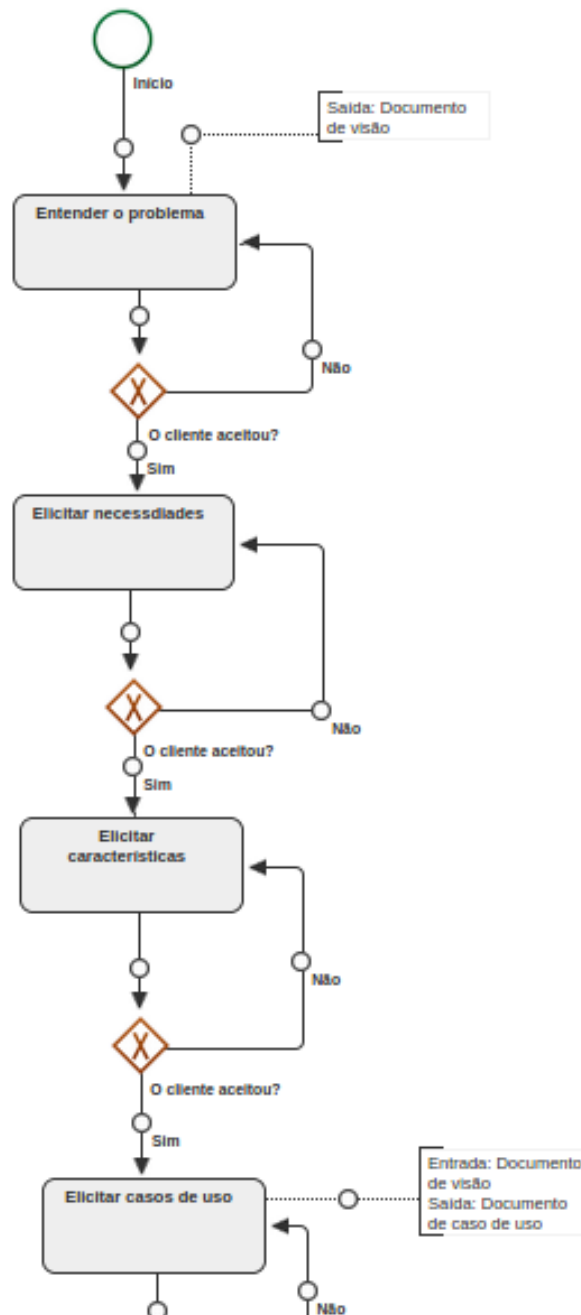 Início
Saída: Documento
de visão
Entender o problema
Não
O cliente aceitou?
Sim
Elicitar necessdiades
Não
O cliente aceitou?
Sim
Elicitar
características
Não
O cliente aceitou?
Sim
Entrada: Documento
de visão
Saída: Documento
de caso de uso
Elicitar casos de uso
Não